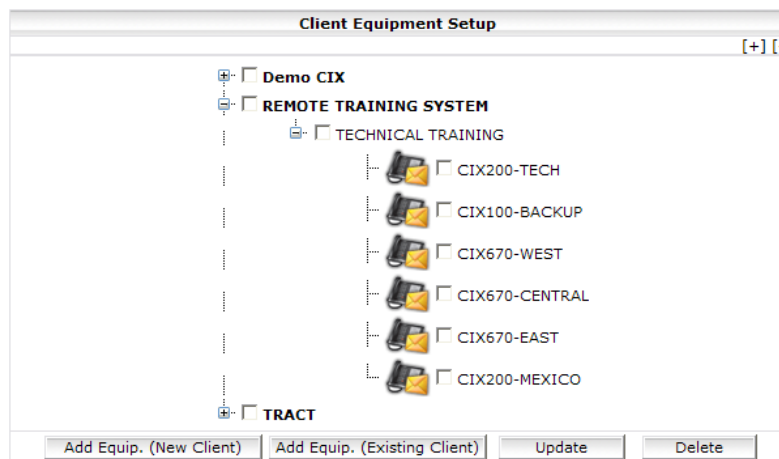 Client Equipment Setup
[+] [
Demo CIX
REMOTE TRAINING SYSTEM
TECHNICAL TRAINING
CIX200-TECH
CIX100-BACKUP
CIX670-WEST
CIX670-CENTRAL
CIX670-EAST
CIX200-MEXICO
TRACT
Add Equip. (New Client) Add Equip. (Existing Client) Update Delete